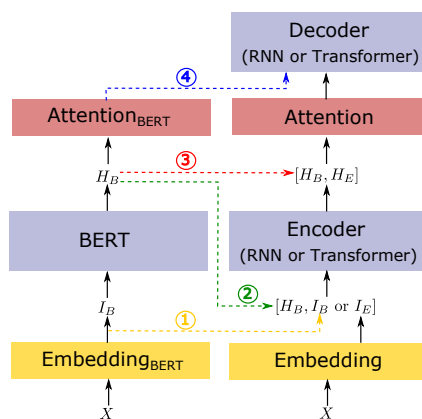 Decoder
(RNN or Transformer)
④
Attention_BERT
Attention
③
H_B
[H_B, H_E]
BERT
Encoder
(RNN or Transformer)
②
I_B
[H_B, I_B or I_E]
①
Embedding_BERT
Embedding
X
X